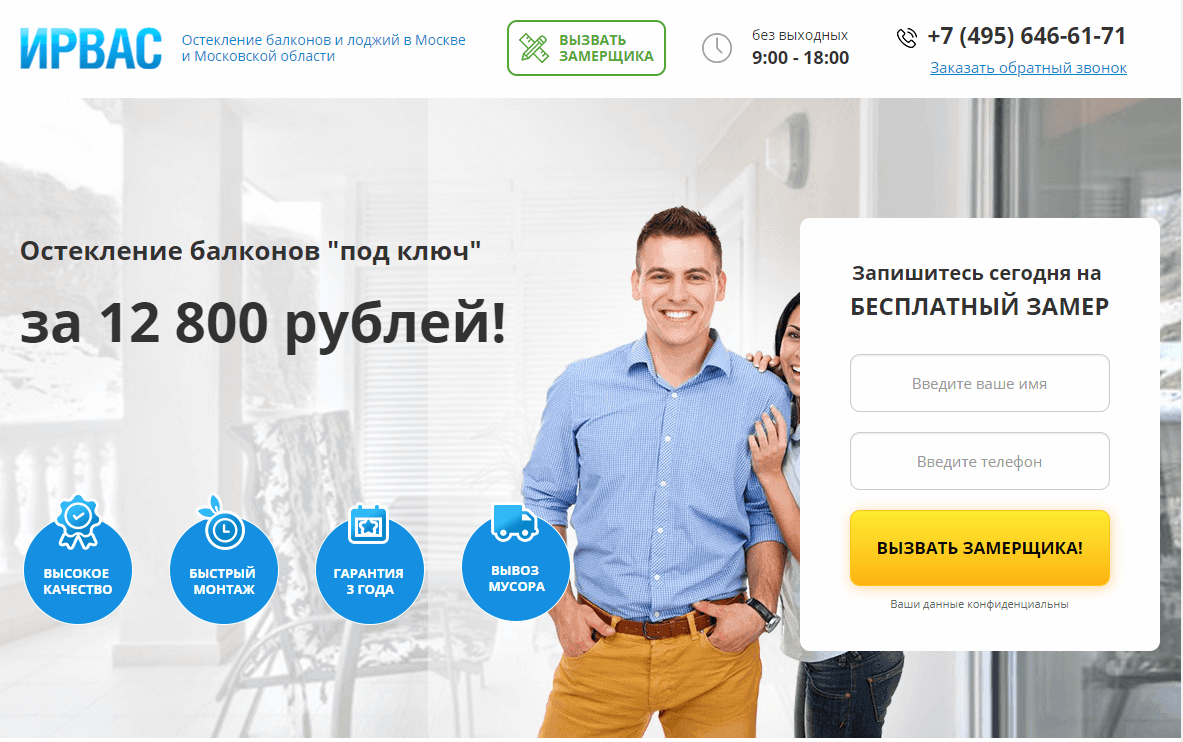 ИРВАС
Остекление балконов и лоджий в Москве
и Московской области
ВЫЗВАТЬ
ЗАМЕРЩИКА
без выходных
9:00 - 18:00
+7 (495) 646-61-71
Заказать обратный звонок
Остекление балконов "под ключ"
за 12 800 рублей!
ВЫСОКОЕ
КАЧЕСТВО
БЫСТРЫЙ
МОНТАЖ
ГАРАНТИЯ
3 ГОДА
ВЫВОЗ
МУСОРА
Запишитесь сегодня на
БЕСПЛАТНЫЙ ЗАМЕР
Введите ваше имя
Введите телефон
ВЫЗВАТЬ ЗАМЕРЩИКА!
Ваши данные конфиденциальны